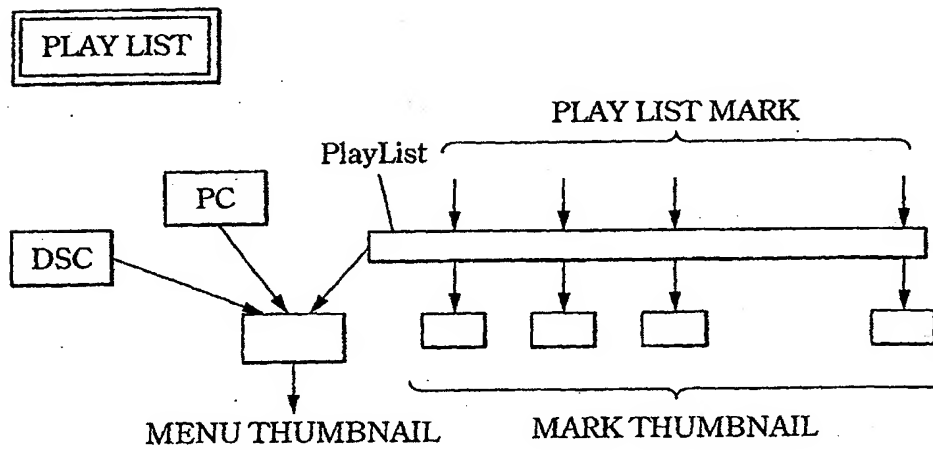 PLAY LIST
PLAY LIST MARK
PlayList
PC
DSC
MENU THUMBNAIL
MARK THUMBNAIL